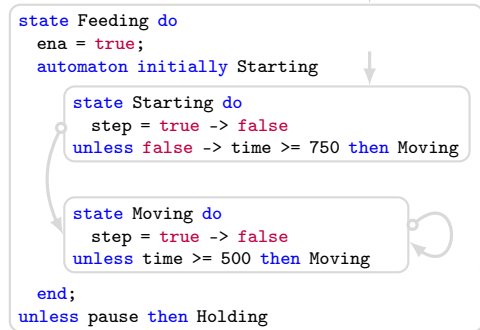 state Feeding do
ena = true;
automaton initially Starting
state Starting do
step = true -> false
unless false -> time >= 750 then Moving
state Moving do
step = true -> false
unless time >= 500 then Moving
end;
unless pause then Holding